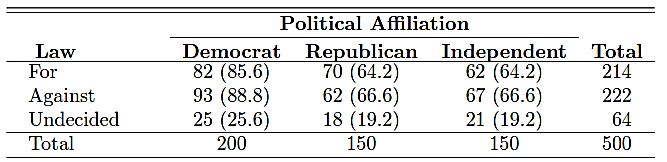 Political Affiliation
Law Democrat Republican Independent Total
For 82 (85.6) 70 (64.2) 62 (64.2) 214
Against 93 (88.8) 62 (66.6) 67 (66.6) 222
Undecided 25 (25.6) 18 (19.2) 21 (19.2) 64
Total 200 150 150 500